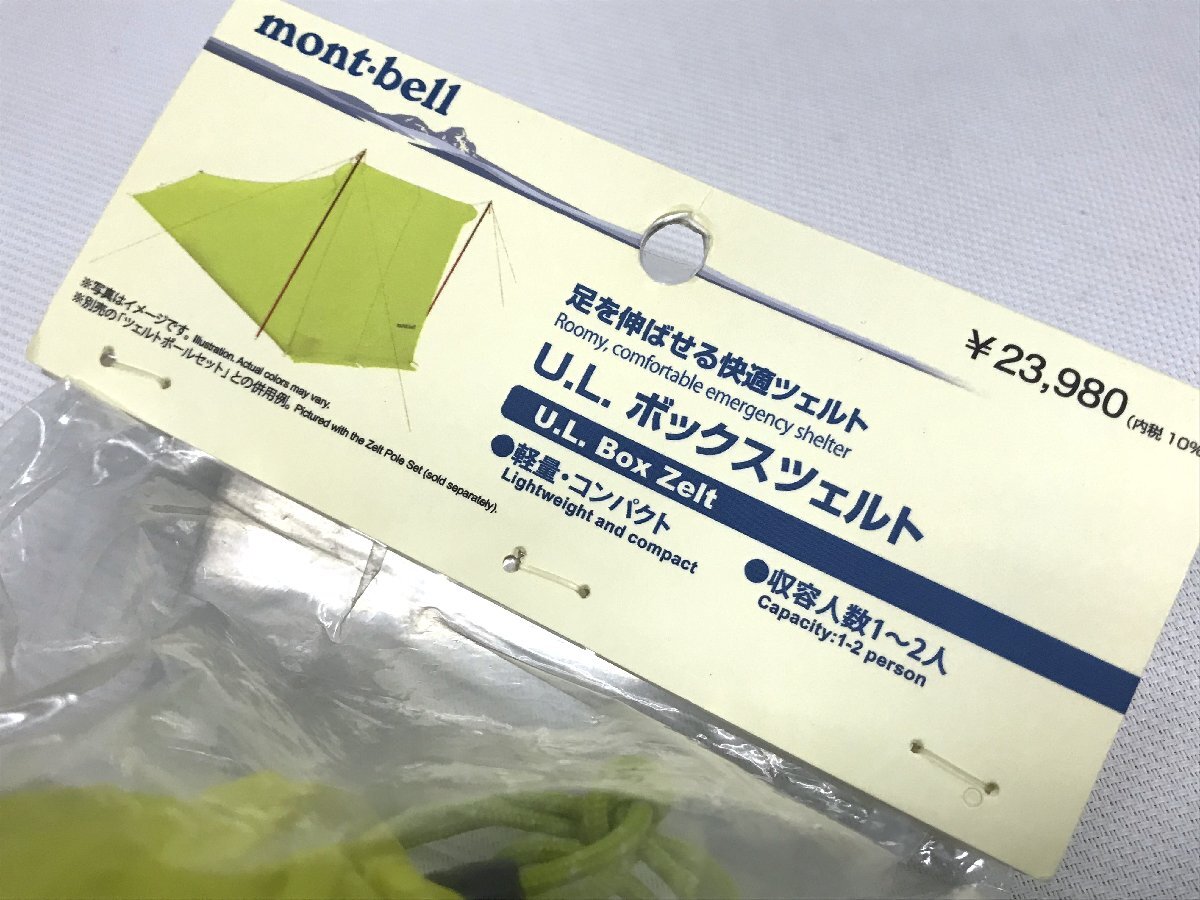 mont·bell
※写真はイメージです。Illustration. Actual colors may vary.
※別売の「ツェルトポールセット」との併用例。Pictured with the Zelt Pole Set (sold separately).
足を伸ばせる快適ツェルト
Roomy, comfortable emergency shelter
¥23,980(内税 10%
U.L. ボックスツェルト
U.L. Box Zelt
●軽量・コンパクト
Lightweight and compact
●収容人数1~2人
Capacity:1-2 person